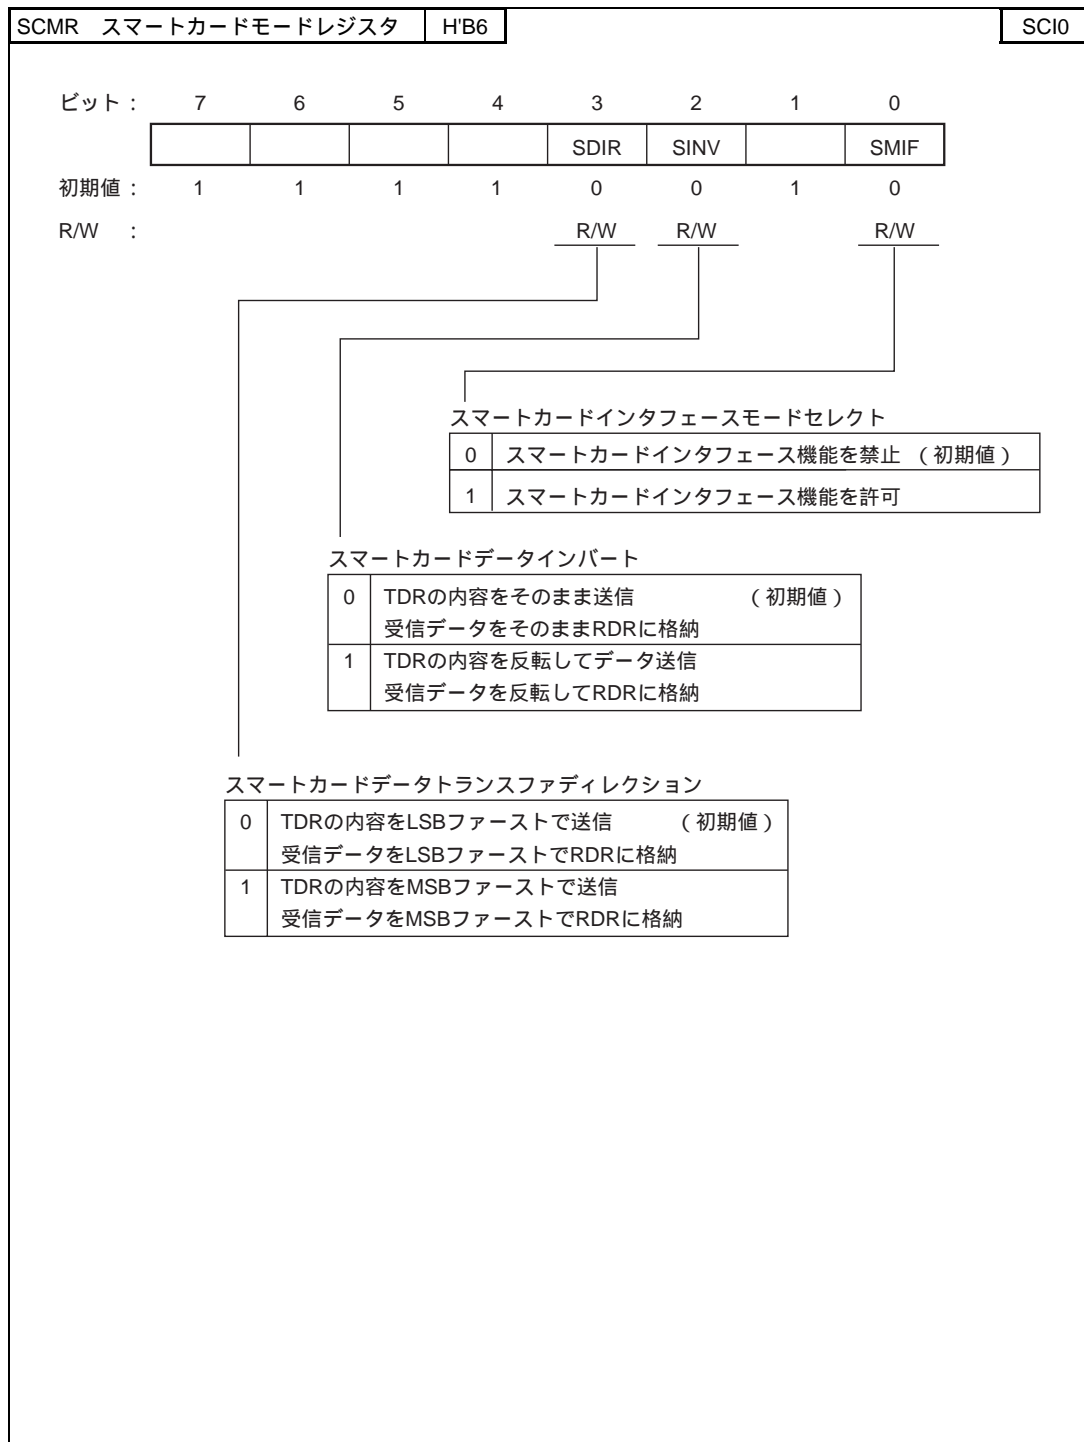 SCMR スマートカードモードレジスタ H'B6 SCI0
ビット： 7 6 5 4 3 2 1 0
SDIR SINV SMIF
初期値： 1 1 1 1 0 0 1 0
R/W ： R/W R/W R/W
スマートカードインタフェースモードセレクト
0 スマートカードインタフェース機能を禁止 （初期値）
1 スマートカードインタフェース機能を許可
スマートカードデータインバート
0 TDRの内容をそのまま送信 （初期値）
受信データをそのままRDRに格納
1 TDRの内容を反転してデータ送信
受信データを反転してRDRに格納
スマートカードデータトランスファディレクション
0 TDRの内容をLSBファーストで送信 （初期値）
受信データをLSBファーストでRDRに格納
1 TDRの内容をMSBファーストで送信
受信データをMSBファーストでRDRに格納